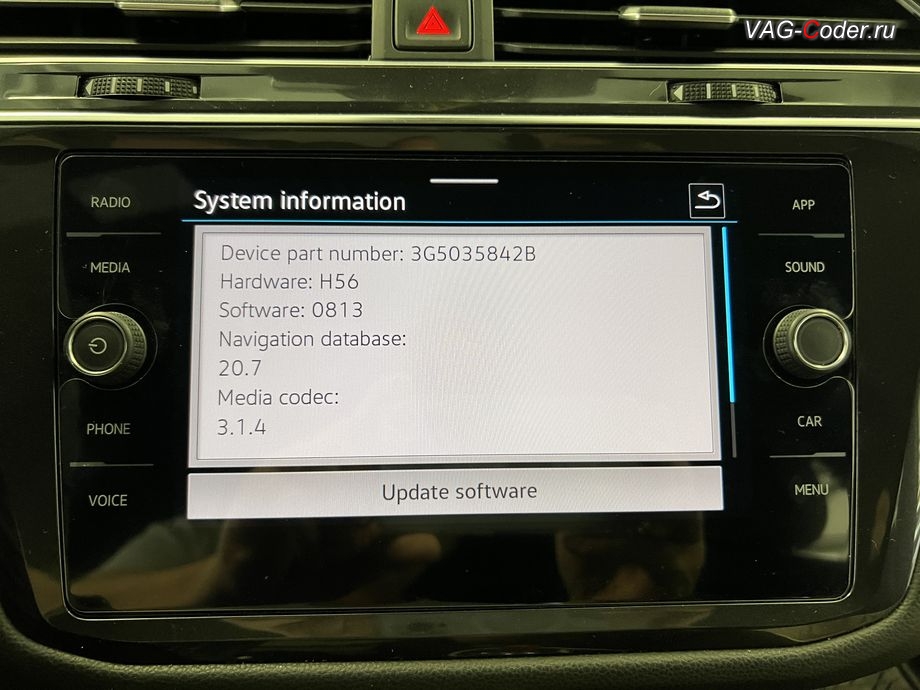 VAG-Coder.ru
RADIO
System information
APP
MEDIA
SOUND
Device part number: 3G5035842B
Hardware: H56
Software: 0813
Navigation database:
20.7
Media codec:
3.1.4
PHONE
CAR
VOICE
MENU
Update software